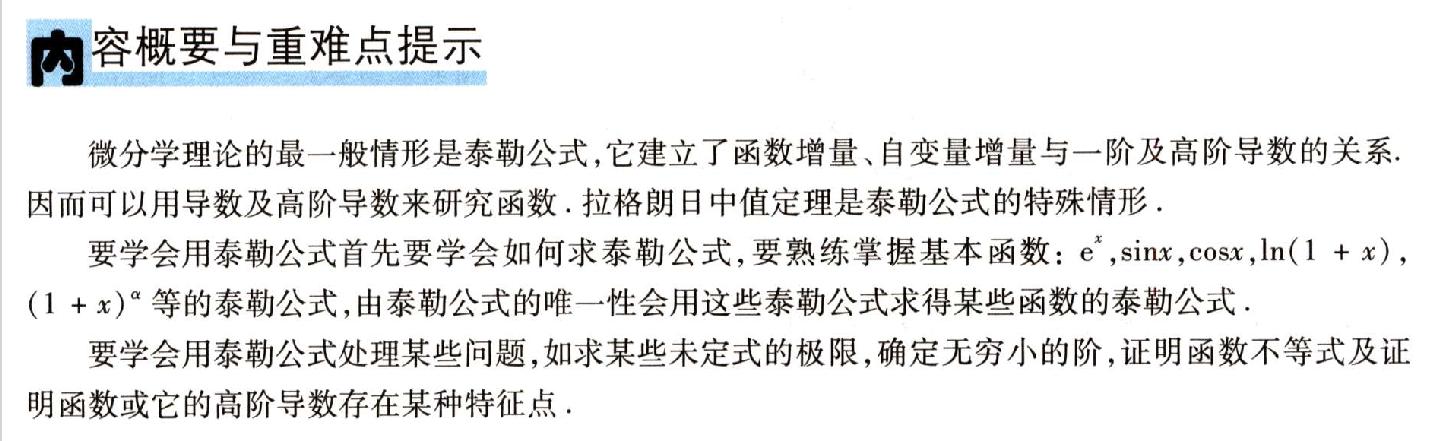 内容概要与重难点提示
微分学理论的最一般情形是泰勒公式,它建立了函数增量、自变量增量与一阶及高阶导数的关系.
因而可以用导数及高阶导数来研究函数.拉格朗日中值定理是泰勒公式的特殊情形.
要学会用泰勒公式首先要学会如何求泰勒公式,要熟练掌握基本函数:eˣ,sinx,cosx,ln(1 + x),
(1 + x)ᵅ 等的泰勒公式,由泰勒公式的唯一性会用这些泰勒公式求得某些函数的泰勒公式.
要学会用泰勒公式处理某些问题,如求某些未定式的极限,确定无穷小的阶,证明函数不等式及证
明函数或它的高阶导数存在某种特征点.